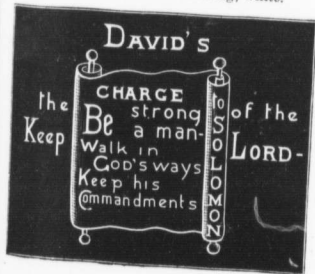 DAVID'S
the
Keep
CHARGE
Be strong
a man-
Walk in
GOD'S ways
Keep his
Commandments
to SOLOMON
of the
LORD-